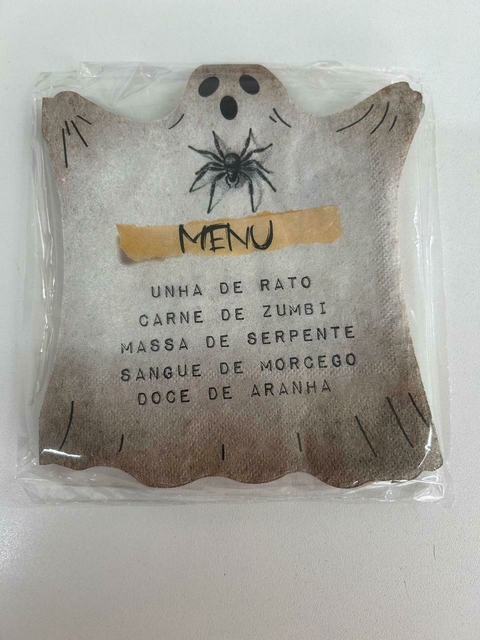 MENU
UNHA DE RATO
CARNE DE ZUMBI
MASSA DE SERPENTE
SANGUE DE MORCEGO
DOCE DE ARANHA